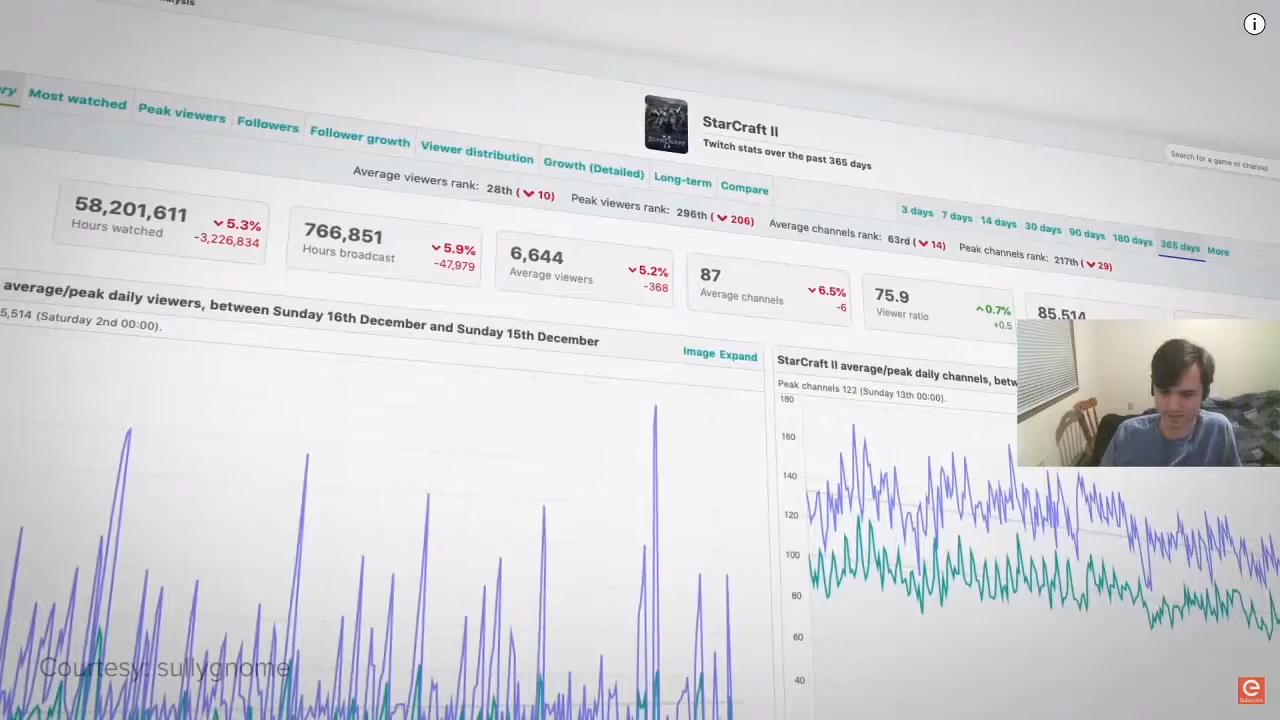 Most watched
Peak viewers
Followers
Follower growth
Viewer distribution
Growth (Detailed)
Long-term
Compare
StarCraft II
Twitch stats over the past 365 days
Search for a game or channel
Average viewers rank: 28th ( 10)
Peak viewers rank: 296th ( 206)
Average channels rank: 63rd ( 14)
Peak channels rank: 217th ( 29)
3 days 7 days 14 days 30 days 90 days 180 days 365 days More
58,201,611
Hours watched
5.3%
-3,226,834
766,851
Hours broadcast
5.9%
-47,979
6,644
Average viewers
5.2%
-368
87
Average channels
6.5%
-6
75.9
Viewer ratio
0.7%
+0.5
85,514
average/peak daily viewers, between Sunday 16th December and Sunday 15th December
5,514 (Saturday 2nd 00:00).
Image Expand
StarCraft II average/peak daily channels, betw
Peak channels 122 (Sunday 13th 00:00).
180
160
140
120
100
80
60
40
Courtesy: sullygnome
e
Subscribe